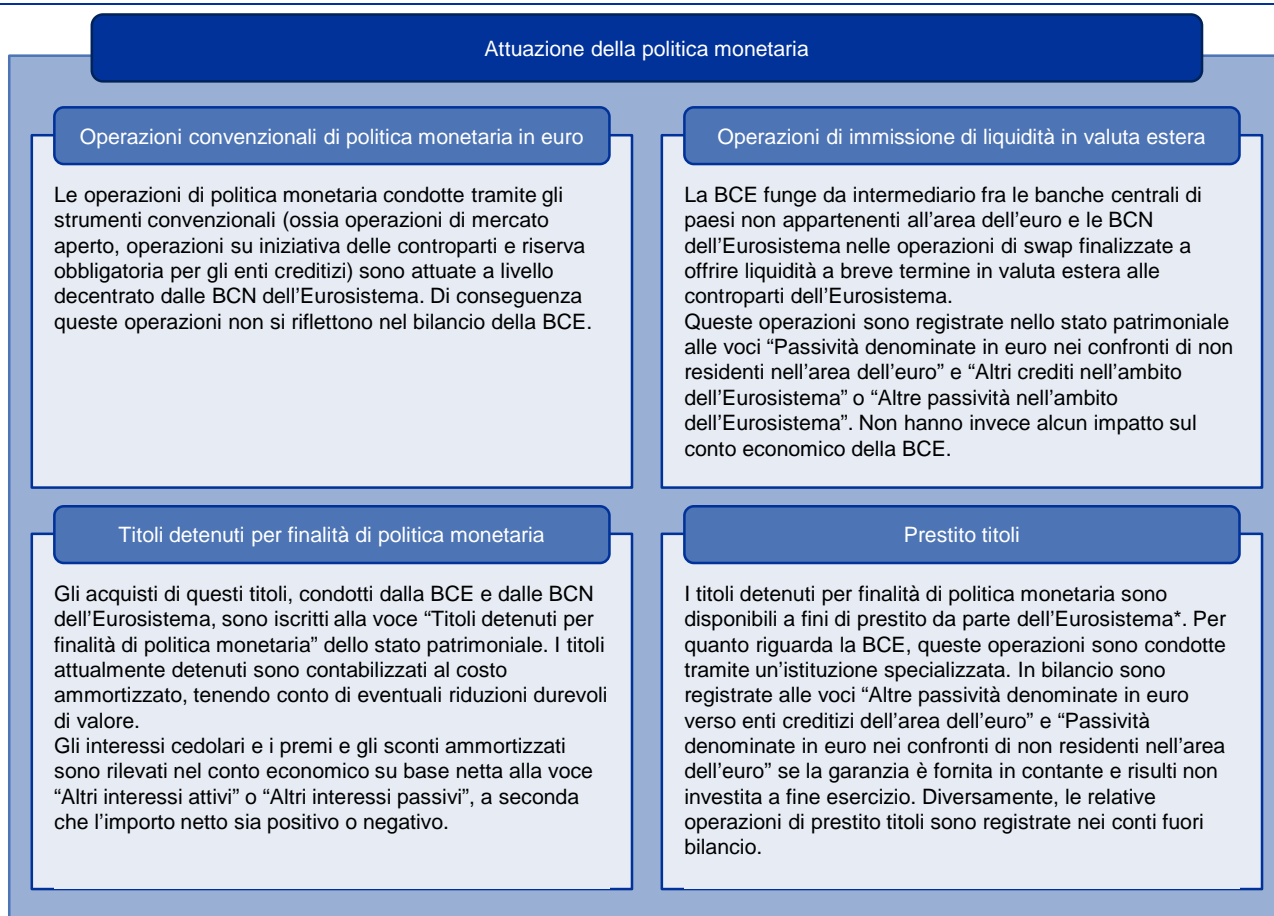 Attuazione della politica monetaria
Operazioni convenzionali di politica monetaria in euro
Le operazioni di politica monetaria condotte tramite gli
strumenti convenzionali (ossia operazioni di mercato
aperto, operazioni su iniziativa delle controparti e riserva
obbligatoria per gli enti creditizi) sono attuate a livello
decentrato dalle BCN dell’Eurosistema. Di conseguenza
queste operazioni non si riflettono nel bilancio della BCE.
Operazioni di immissione di liquidità in valuta estera
La BCE funge da intermediario fra le banche centrali di
paesi non appartenenti all’area dell’euro e le BCN
dell’Eurosistema nelle operazioni di swap finalizzate a
offrire liquidità a breve termine in valuta estera alle
controparti dell’Eurosistema.
Queste operazioni sono registrate nello stato patrimoniale
alle voci “Passività denominate in euro nei confronti di non
residenti nell’area dell’euro” e “Altri crediti nell’ambito
dell’Eurosistema” o “Altre passività nell’ambito
dell’Eurosistema”. Non hanno invece alcun impatto sul
conto economico della BCE.
Titoli detenuti per finalità di politica monetaria
Gli acquisti di questi titoli, condotti dalla BCE e dalle BCN
dell’Eurosistema, sono iscritti alla voce “Titoli detenuti per
finalità di politica monetaria” dello stato patrimoniale. I titoli
attualmente detenuti sono contabilizzati al costo
ammortizzato, tenendo conto di eventuali riduzioni durevoli
di valore.
Gli interessi cedolari e i premi e gli sconti ammortizzati
sono rilevati nel conto economico su base netta alla voce
“Altri interessi attivi” o “Altri interessi passivi”, a seconda
che l’importo netto sia positivo o negativo.
Prestito titoli
I titoli detenuti per finalità di politica monetaria sono
disponibili a fini di prestito da parte dell’Eurosistema*. Per
quanto riguarda la BCE, queste operazioni sono condotte
tramite un’istituzione specializzata. In bilancio sono
registrate alle voci “Altre passività denominate in euro
verso enti creditizi dell’area dell’euro” e “Passività
denominate in euro nei confronti di non residenti nell’area
dell’euro” se la garanzia è fornita in contante e risulti non
investita a fine esercizio. Diversamente, le relative
operazioni di prestito titoli sono registrate nei conti fuori
bilancio.